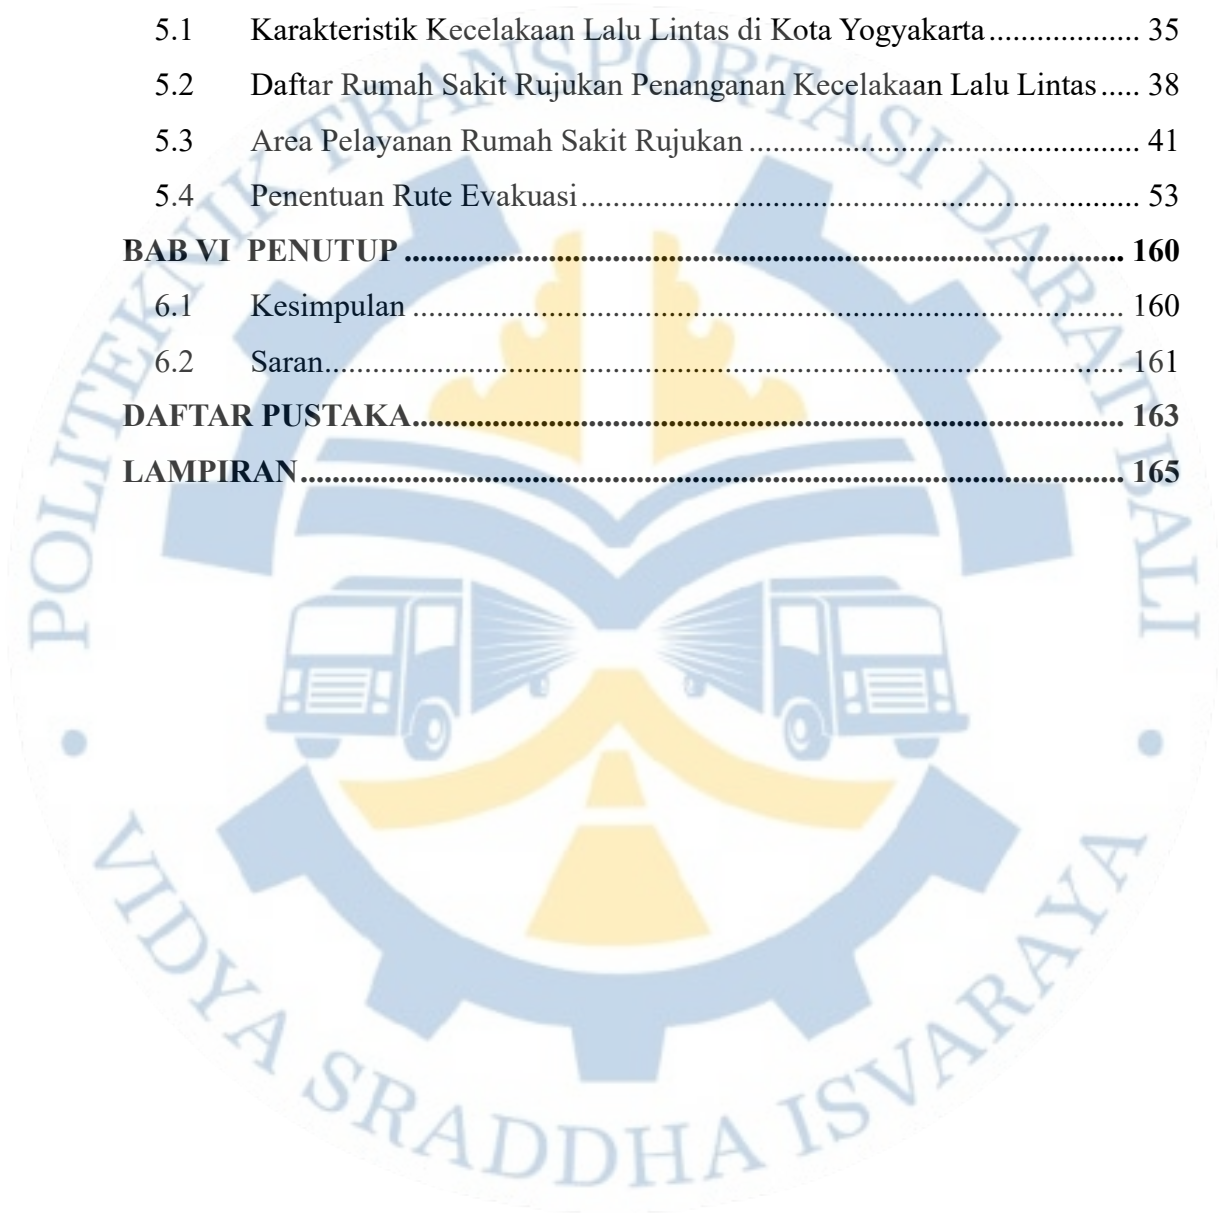 5.1 Karakteristik Kecelakaan Lalu Lintas di Kota Yogyakarta.................. 35
5.2 Daftar Rumah Sakit Rujukan Penanganan Kecelakaan Lalu Lintas..... 38
5.3 Area Pelayanan Rumah Sakit Rujukan................................................. 41
5.4 Penentuan Rute Evakuasi...................................................................... 53
BAB VI PENUTUP........................................................................................ 160
6.1 Kesimpulan......................................................................................... 160
6.2 Saran.................................................................................................... 161
DAFTAR PUSTAKA....................................................................................... 163
LAMPIRAN.................................................................................................... 165
POLITEKNIK TRANSPORTASI DARAT BALI
VIDYA SRADDHA ISVARAYA